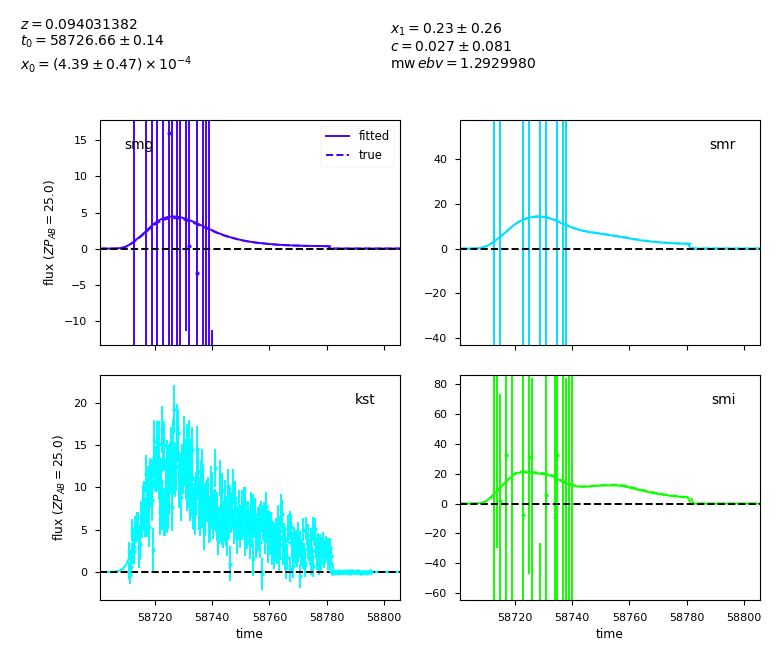 z = 0.094031382
t₀ = 58726.66 ± 0.14
x₀ = (4.39 ± 0.47) × 10⁻⁴
x₁ = 0.23 ± 0.26
c = 0.027 ± 0.081
mw ebv = 1.2929980
smg
fitted
true
15
10
5
0
−5
−10
flux (ZP_AB = 25.0)
smr
40
20
0
−20
−40
kst
20
15
10
5
0
flux (ZP_AB = 25.0)
58720
58740
58760
58780
58800
time
smi
80
60
40
20
0
−20
−40
−60
58720
58740
58760
58780
58800
time